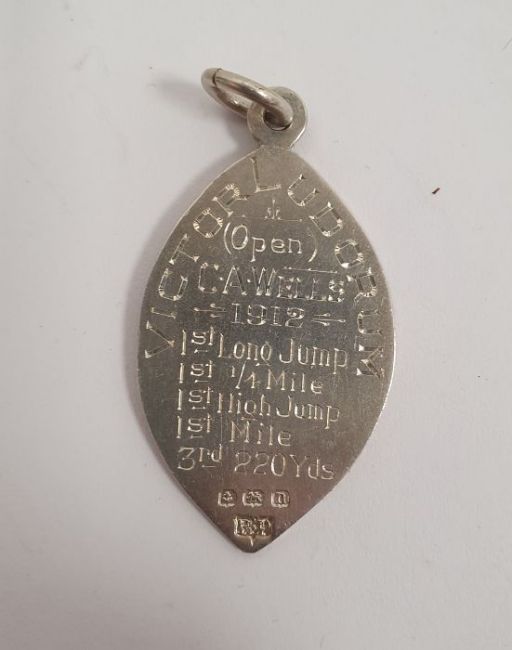 VICTOR LUDORUM
(Open)
C.A.WELLS
1912
1st Long Jump
1st 1/4 Mile
1st High Jump
1st Mile
3rd 220 Yds